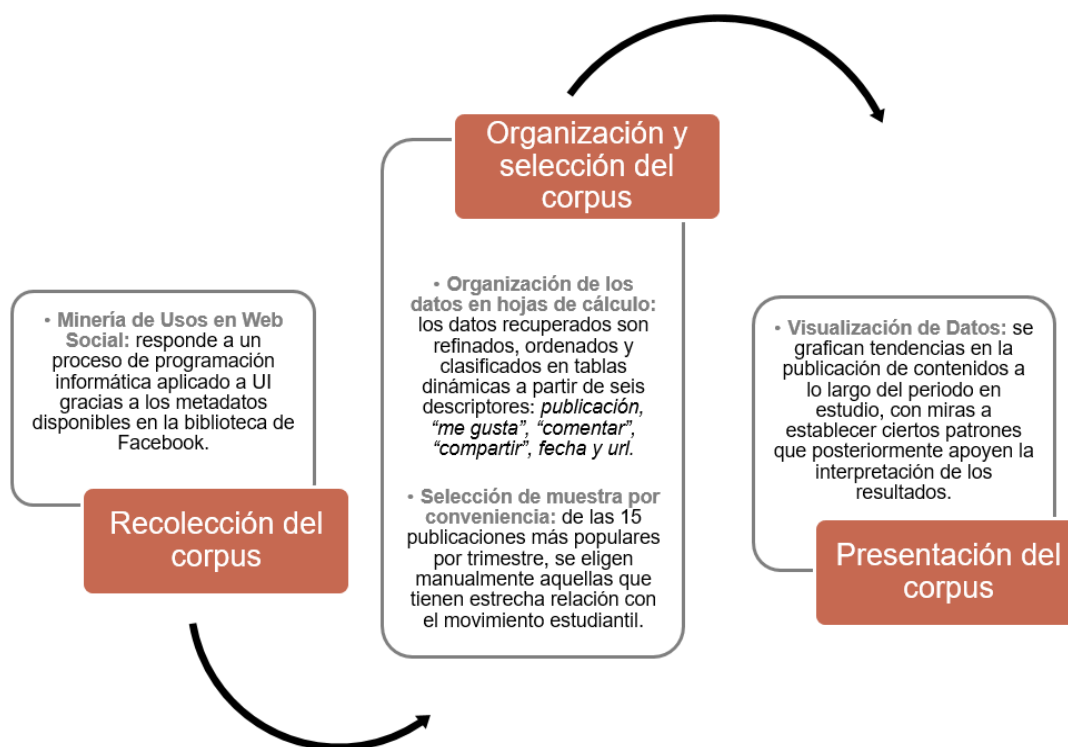 • Minería de Usos en Web
Social: responde a un
proceso de programación
informática aplicado a UI
gracias a los metadatos
disponibles en la biblioteca de
Facebook.
Recolección del
corpus
Organización y
selección del
corpus
• Organización de los
datos en hojas de cálculo:
los datos recuperados son
refinados, ordenados y
clasificados en tablas
dinámicas a partir de seis
descriptores: publicación,
“me gusta”, “comentar”,
“compartir”, fecha y url.
• Selección de muestra por
conveniencia: de las 15
publicaciones más populares
por trimestre, se eligen
manualmente aquellas que
tienen estrecha relación con
el movimiento estudiantil.
• Visualización de Datos: se
grafican tendencias en la
publicación de contenidos a
lo largo del periodo en
estudio, con miras a
establecer ciertos patrones
que posteriormente apoyen la
interpretación de los
resultados.
Presentación del
corpus